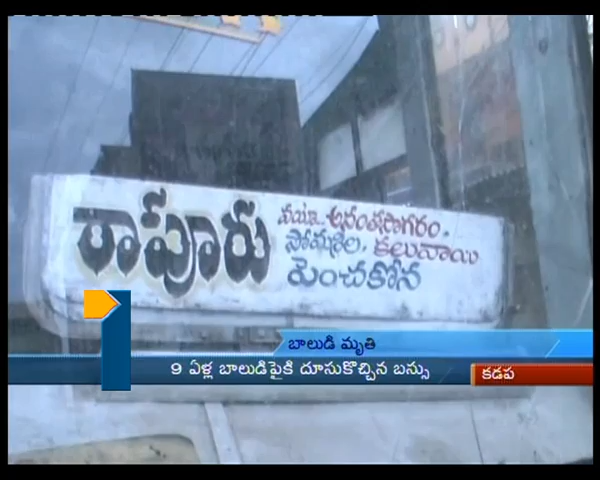 రాపూరు
వయా.. అనంతసాగరం.
సోమశిల, కలువాయి
పెంచకోన
బాలుడి మృతి
9 ఏళ్ల బాలుడిపైకి దూసుకొచ్చిన బస్సు
కడప